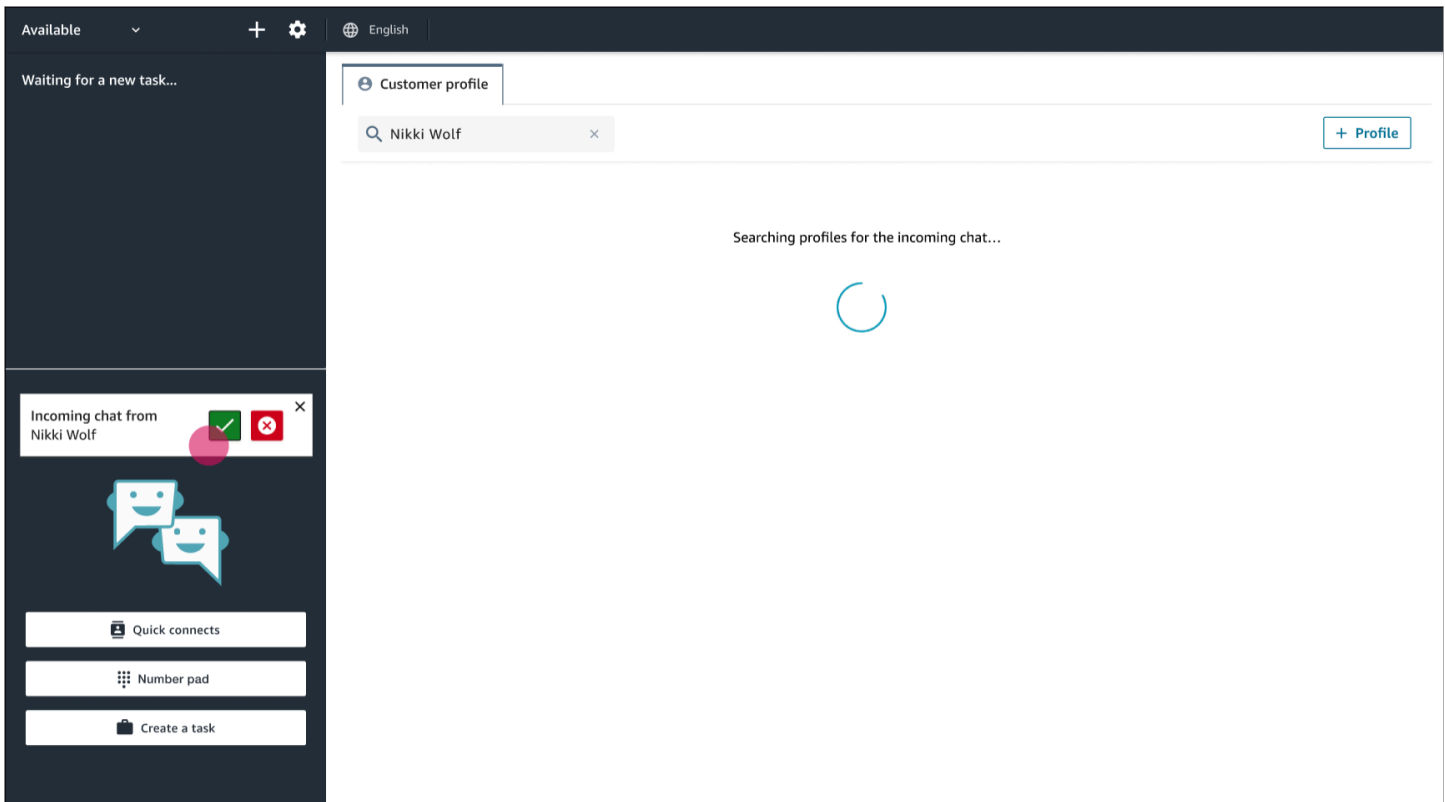 Available
English
Waiting for a new task...
Customer profile
Nikki Wolf
+ Profile
Searching profiles for the incoming chat...
Incoming chat from
Nikki Wolf
Quick connects
Number pad
Create a task